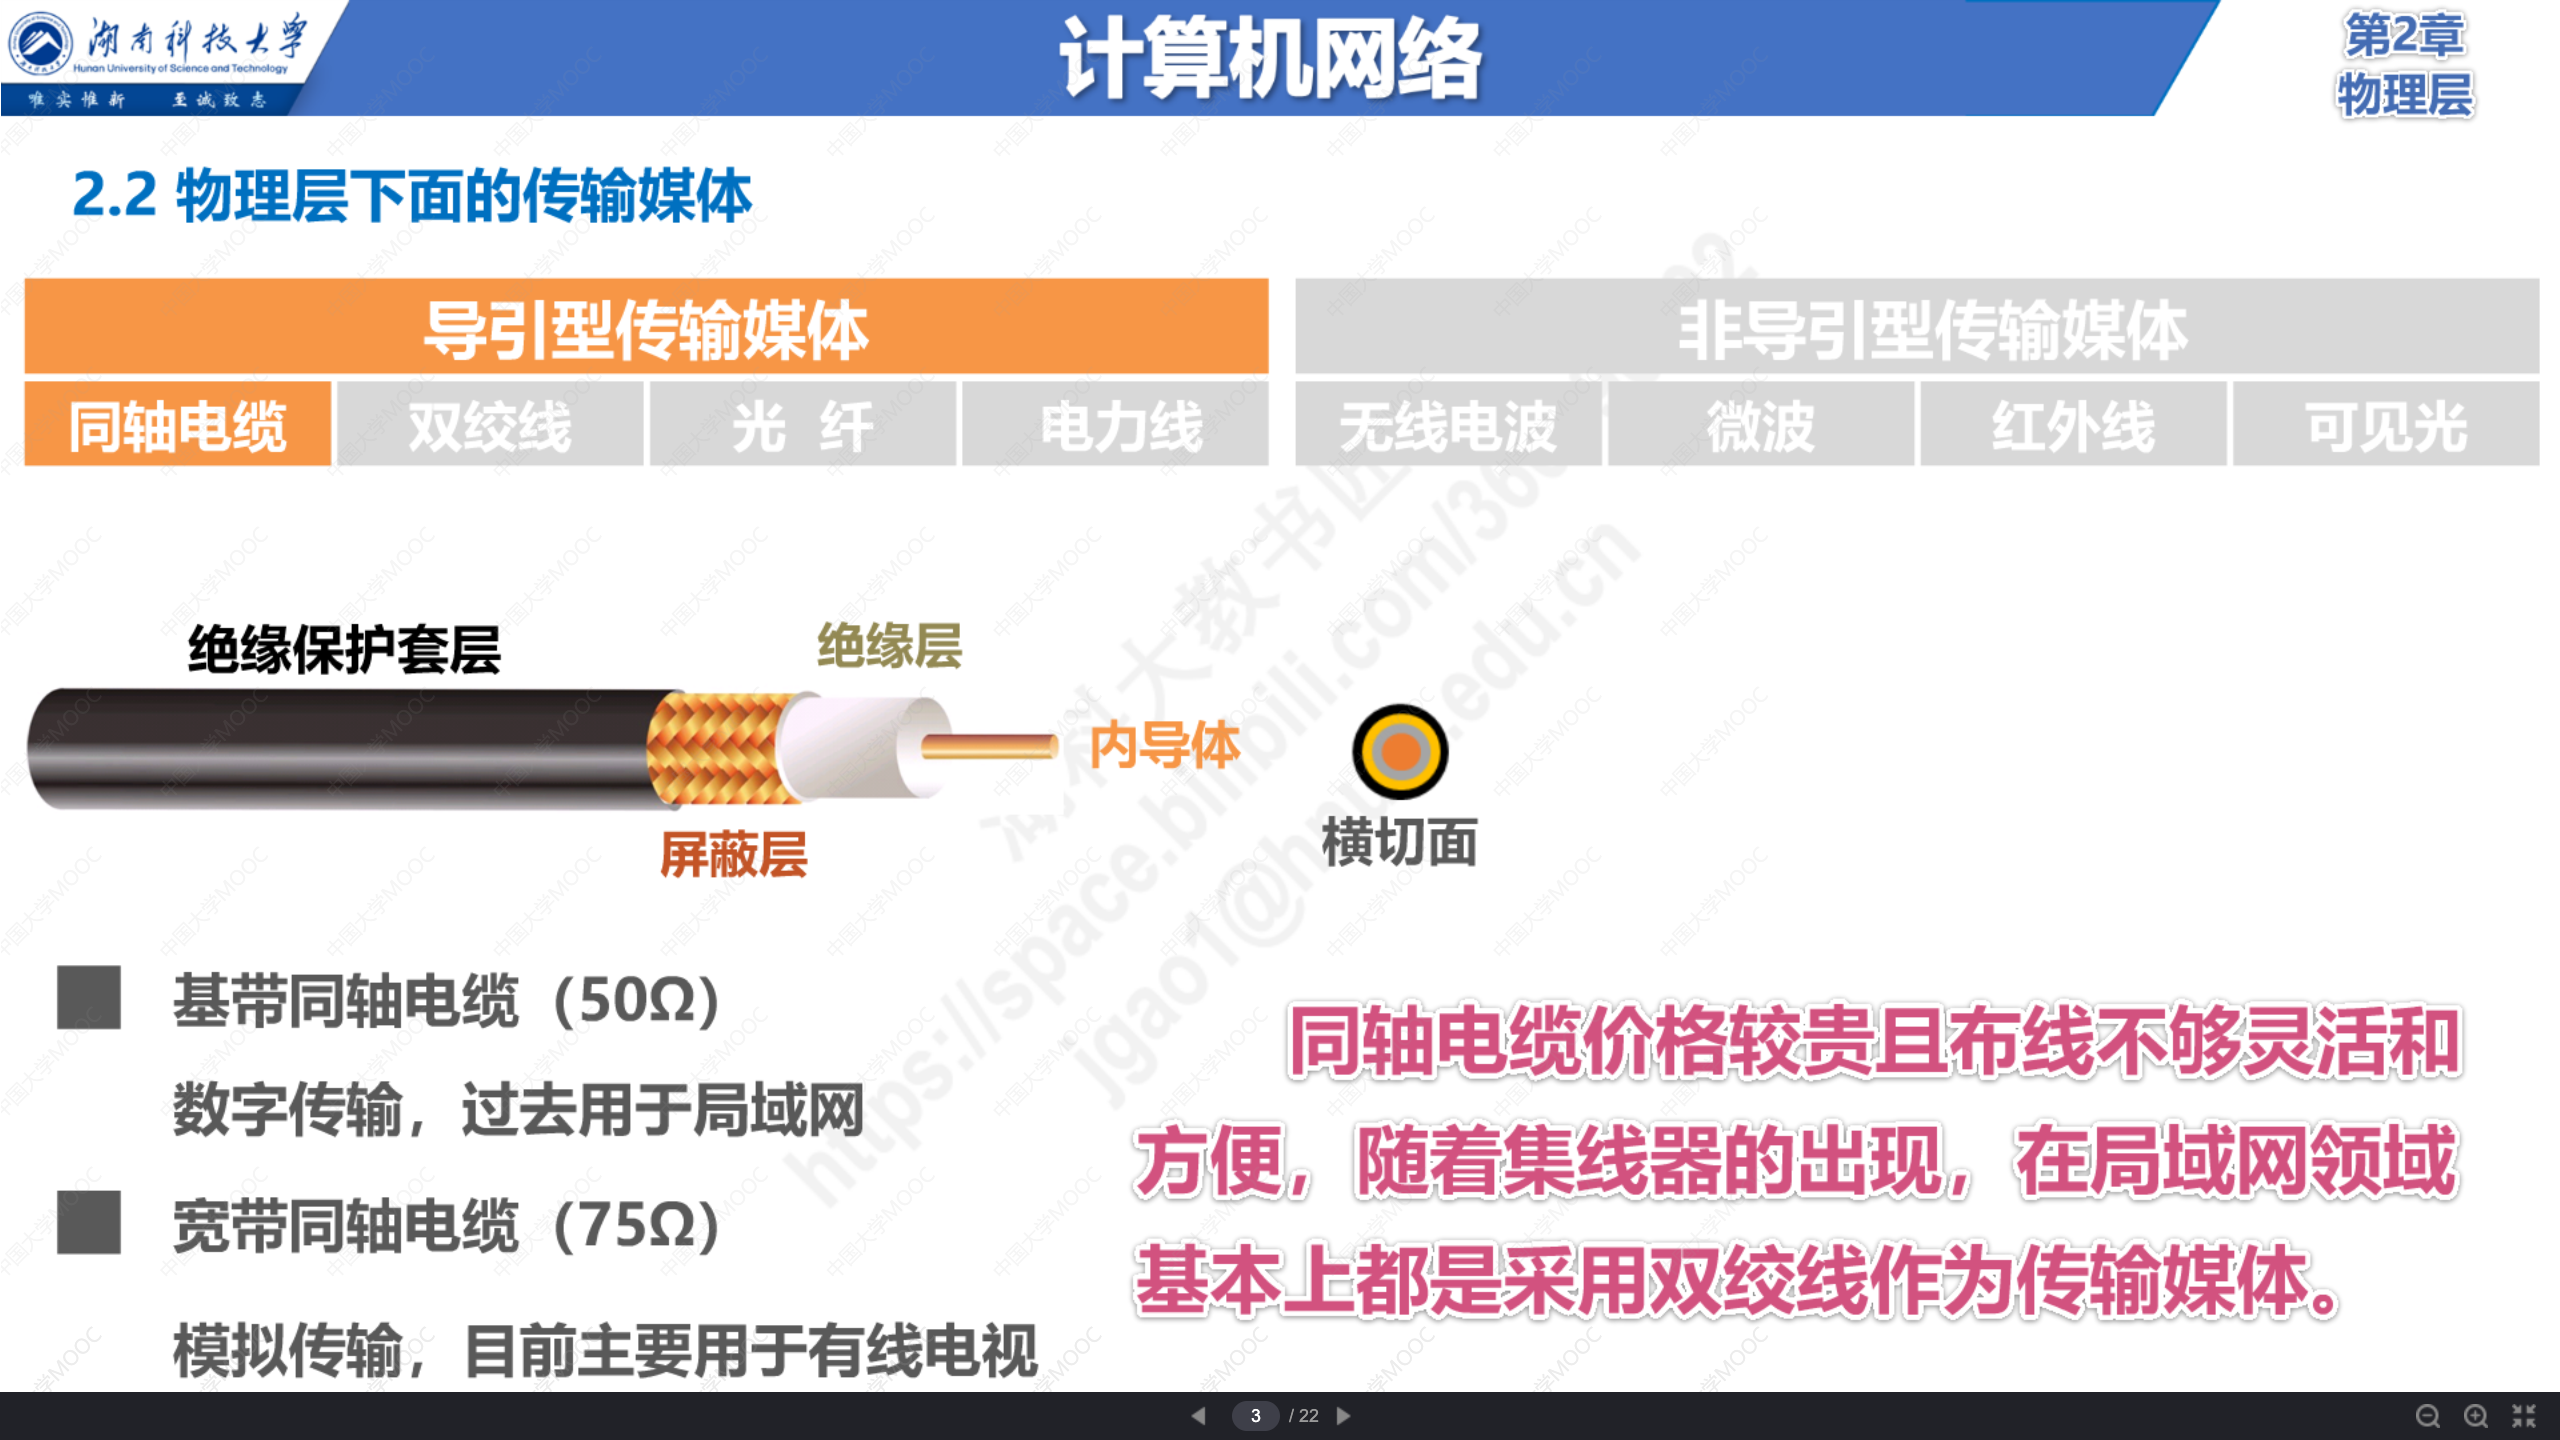 湖南科技大学
Hunan University of Science and Technology
唯实惟新 至诚致志
计算机网络
第2章
物理层
2.2 物理层下面的传输媒体
导引型传输媒体
非导引型传输媒体
同轴电缆
双绞线
光 纤
电力线
无线电波
微波
红外线
可见光
绝缘保护套层
绝缘层
内导体
屏蔽层
横切面
基带同轴电缆（50Ω）
数字传输，过去用于局域网
宽带同轴电缆（75Ω）
模拟传输，目前主要用于有线电视
同轴电缆价格较贵且布线不够灵活和
方便，随着集线器的出现，在局域网领域
基本上都是采用双绞线作为传输媒体。
中国大学MOOC
3 / 22